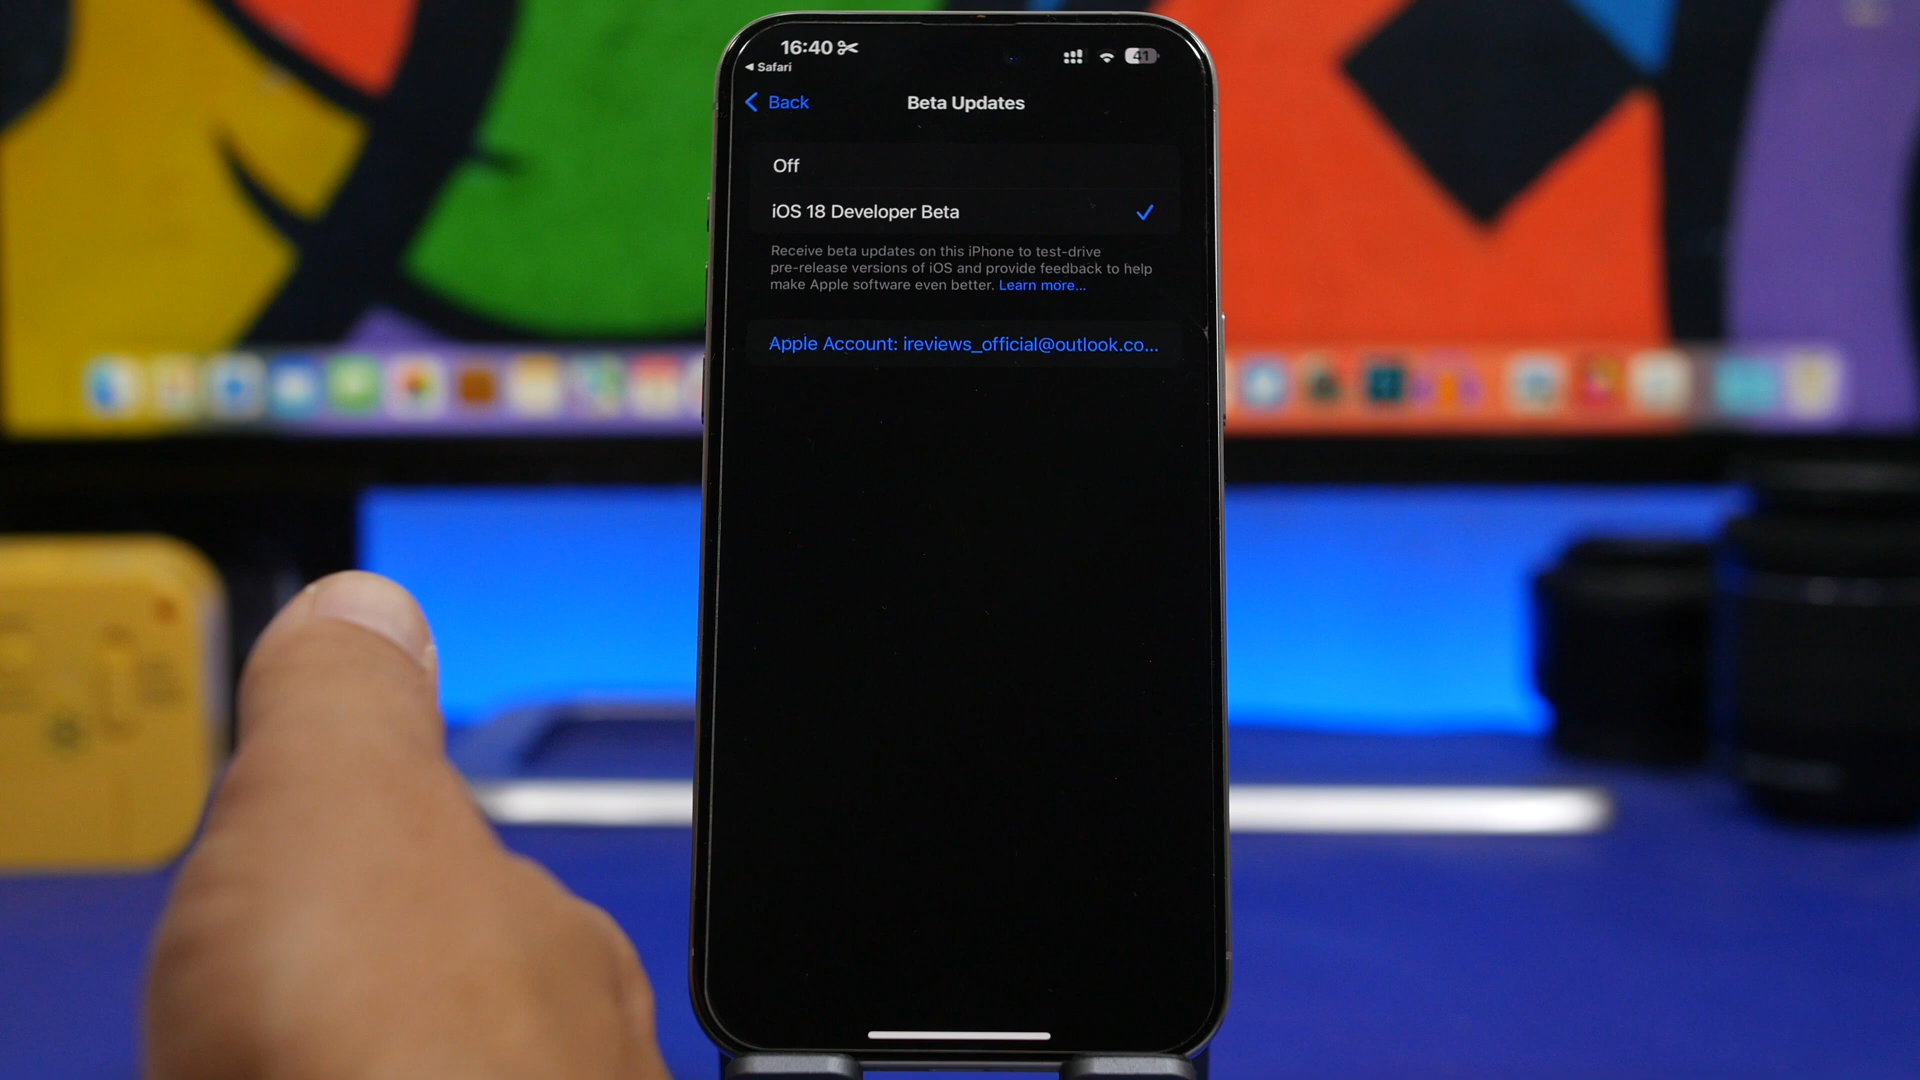 16:40
41
◀ Safari
Back
Beta Updates
Off
iOS 18 Developer Beta
Receive beta updates on this iPhone to test-drive
pre-release versions of iOS and provide feedback to help
make Apple software even better. Learn more...
Apple Account: ireviews_official@outlook.co...